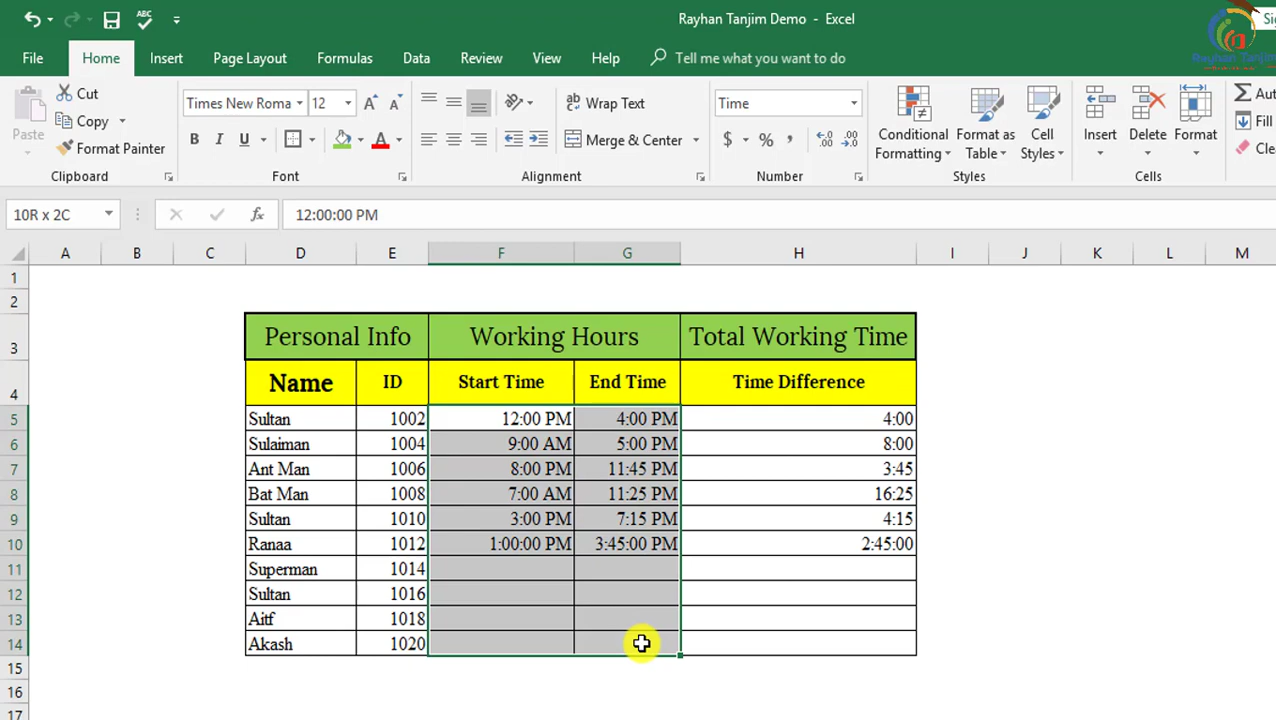 ABC
Rayhan Tanjim Demo - Excel
Rayhan Tanjim
File Home Insert Page Layout Formulas Data Review View Help Tell me what you want to do
Cut
Copy
Format Painter
Paste
Clipboard
Times New Roma 12
B I U
Font
Wrap Text
Merge & Center
Alignment
Time
$ % ,
Number
Conditional Formatting
Format as Table
Cell Styles
Styles
Insert Delete Format
Cells
Fill
10R x 2C fx 12:00:00 PM
A B C D E F G H I J K L M
1
2
3 Personal Info Working Hours Total Working Time
4 Name ID Start Time End Time Time Difference
5 Sultan 1002 12:00 PM 4:00 PM 4:00
6 Sulaiman 1004 9:00 AM 5:00 PM 8:00
7 Ant Man 1006 8:00 PM 11:45 PM 3:45
8 Bat Man 1008 7:00 AM 11:25 PM 16:25
9 Sultan 1010 3:00 PM 7:15 PM 4:15
10 Ranaa 1012 1:00:00 PM 3:45:00 PM 2:45:00
11 Superman 1014
12 Sultan 1016
13 Aitf 1018
14 Akash 1020
15
16
17